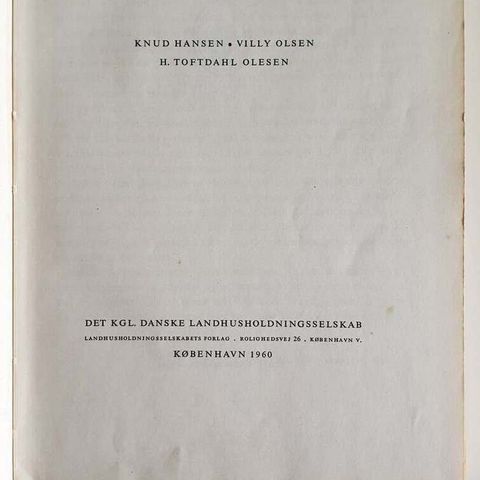 KNUD HANSEN • VILLY OLSEN
H. TOFTDAHL OLESEN
DET KGL. DANSKE LANDHUSHOLDNINGSSELSKAB
LANDHUSHOLDNINGSSELSKABETS FORLAG . ROLIGHEDSVEJ 26 . KØBENHAVN V.
KØBENHAVN 1960